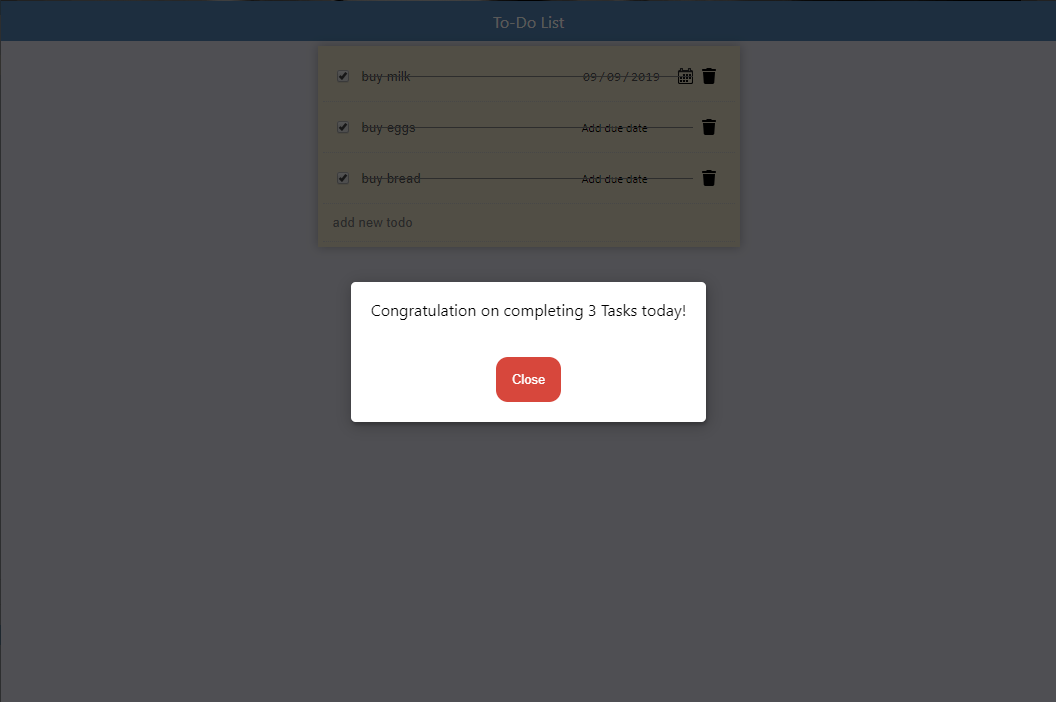 To-Do List
buy milk 09/09/2019
buy eggs Add due date
buy bread Add due date
add new todo
Congratulation on completing 3 Tasks today!
Close